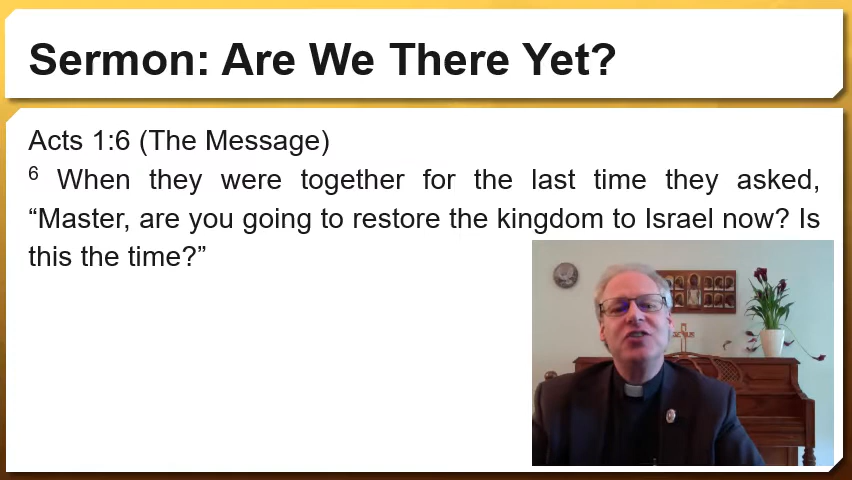 Sermon: Are We There Yet?
Acts 1:6 (The Message)
6 When they were together for the last time they asked,
“Master, are you going to restore the kingdom to Israel now? Is
this the time?”